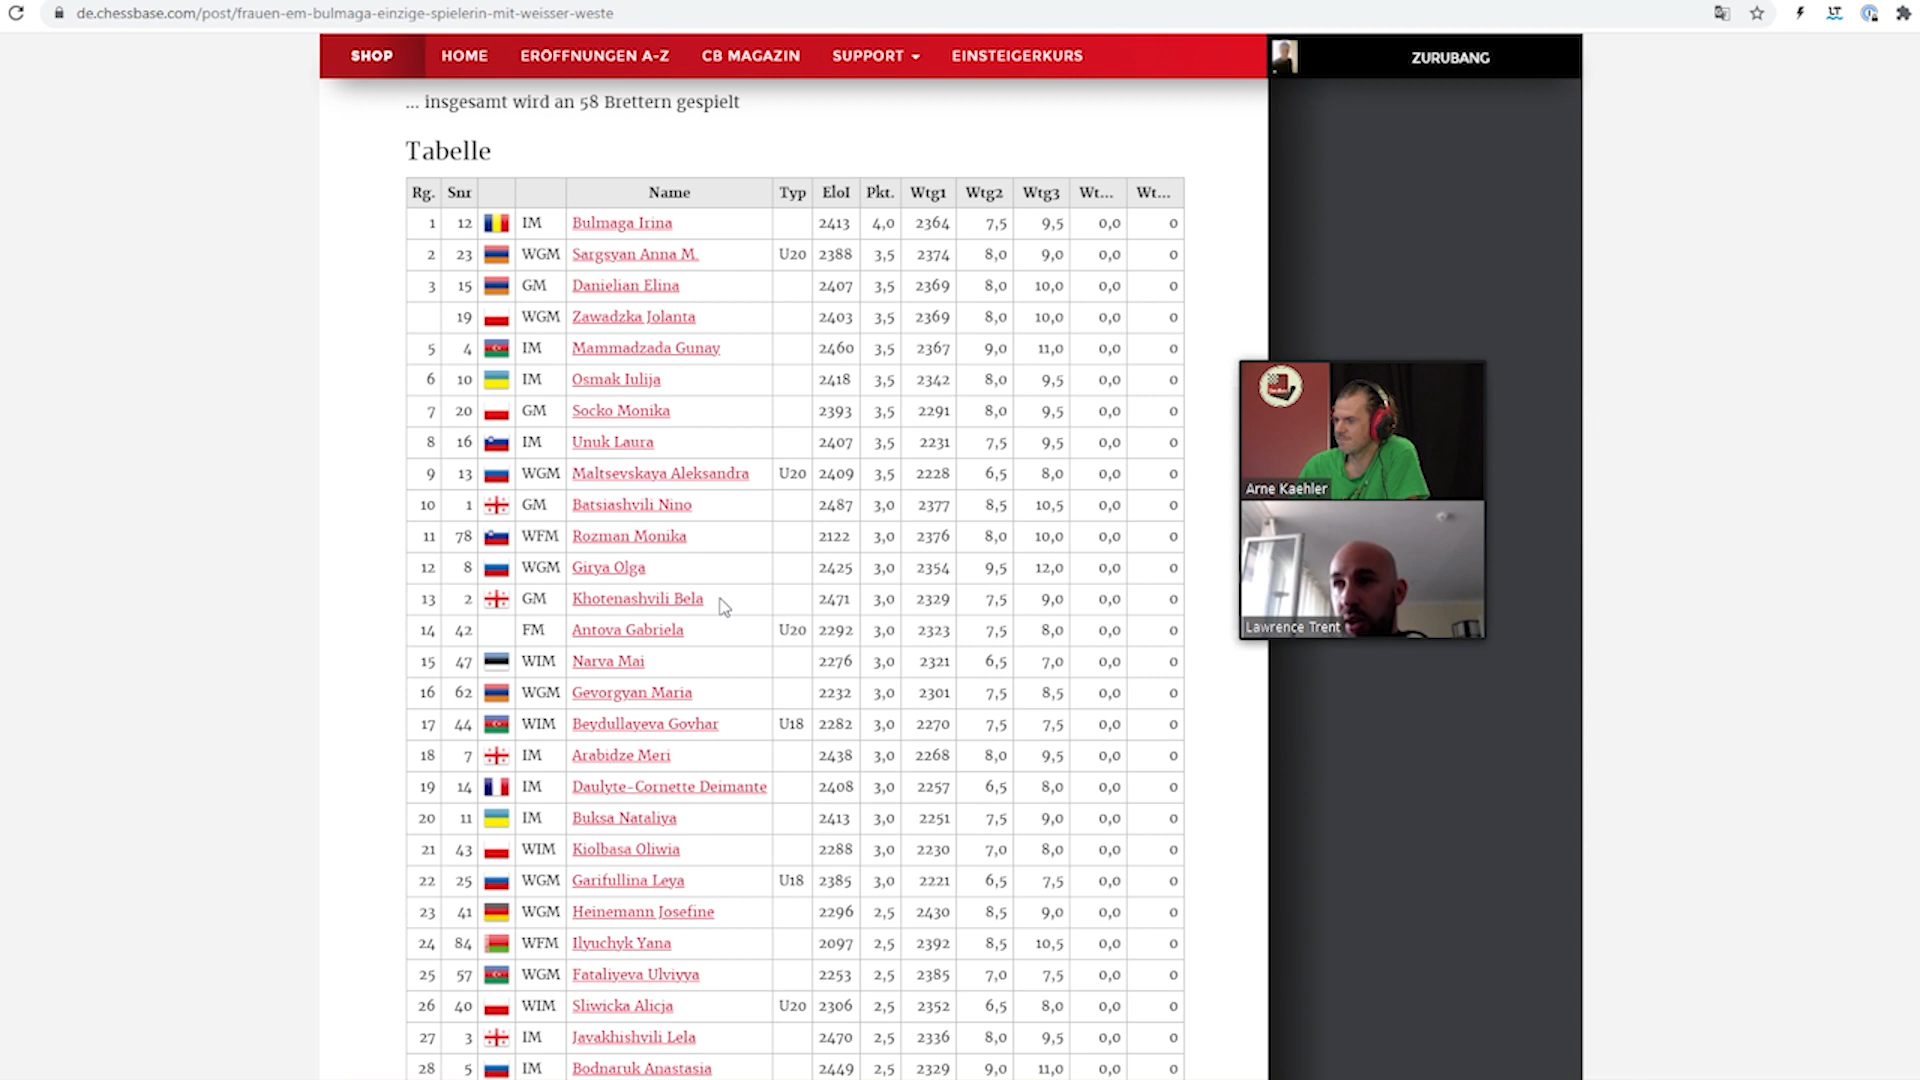 de.chessbase.com/post/frauen-em-bulmaga-einzige-spielerin-mit-weisser-weste
SHOP HOME ERÖFFNUNGEN A-Z CB MAGAZIN SUPPORT EINSTEIGERKURS ZURUBANG
... insgesamt wird an 58 Brettern gespielt
Tabelle
Rg. Snr Name Typ EloI Pkt. Wtg1 Wtg2 Wtg3 Wt... Wt...
1 12 IM Bulmaga Irina 2413 4,0 2364 7,5 9,5 0,0 0
2 23 WGM Sargsyan Anna M. U20 2388 3,5 2374 8,0 9,0 0,0 0
3 15 GM Danielian Elina 2407 3,5 2369 8,0 10,0 0,0 0
19 WGM Zawadzka Jolanta 2403 3,5 2369 8,0 10,0 0,0 0
5 4 IM Mammadzada Gunay 2460 3,5 2367 9,0 11,0 0,0 0
6 10 IM Osmak Iulija 2418 3,5 2342 8,0 9,5 0,0 0
7 20 GM Socko Monika 2393 3,5 2291 8,0 9,5 0,0 0
8 16 IM Unuk Laura 2407 3,5 2231 7,5 9,5 0,0 0
9 13 WGM Maltsevskaya Aleksandra U20 2409 3,5 2228 6,5 8,0 0,0 0
10 1 GM Batsiashvili Nino 2487 3,0 2377 8,5 10,5 0,0 0
11 78 WFM Rozman Monika 2122 3,0 2376 8,0 10,0 0,0 0
12 8 WGM Girya Olga 2425 3,0 2354 9,5 12,0 0,0 0
13 2 GM Khotenashvili Bela 2471 3,0 2329 7,5 9,0 0,0 0
14 42 FM Antova Gabriela U20 2292 3,0 2323 7,5 8,0 0,0 0
15 47 WIM Narva Mai 2276 3,0 2321 6,5 7,0 0,0 0
16 62 WGM Gevorgyan Maria 2232 3,0 2301 7,5 8,5 0,0 0
17 44 WIM Beydullayeva Govhar U18 2282 3,0 2270 7,5 7,5 0,0 0
18 7 IM Arabidze Meri 2438 3,0 2268 8,0 9,5 0,0 0
19 14 IM Daulyte-Cornette Deimante 2408 3,0 2257 6,5 8,0 0,0 0
20 11 IM Buksa Nataliya 2413 3,0 2251 7,5 9,0 0,0 0
21 43 WIM Kiolbasa Oliwia 2288 3,0 2230 7,0 8,0 0,0 0
22 25 WGM Garifullina Leya U18 2385 3,0 2221 6,5 7,5 0,0 0
23 41 WGM Heinemann Josefine 2296 2,5 2430 8,5 9,0 0,0 0
24 84 WFM Ilyuchyk Yana 2097 2,5 2392 8,5 10,5 0,0 0
25 57 WGM Fataliyeva Ulviyya 2253 2,5 2385 7,0 7,5 0,0 0
26 40 WIM Sliwicka Alicja U20 2306 2,5 2352 6,5 8,0 0,0 0
27 3 IM Javakhishvili Lela 2470 2,5 2336 8,0 9,5 0,0 0
28 5 IM Bodnaruk Anastasia 2449 2,5 2329 9,0 11,0 0,0 0
Arne Kaehler
Lawrence Trent